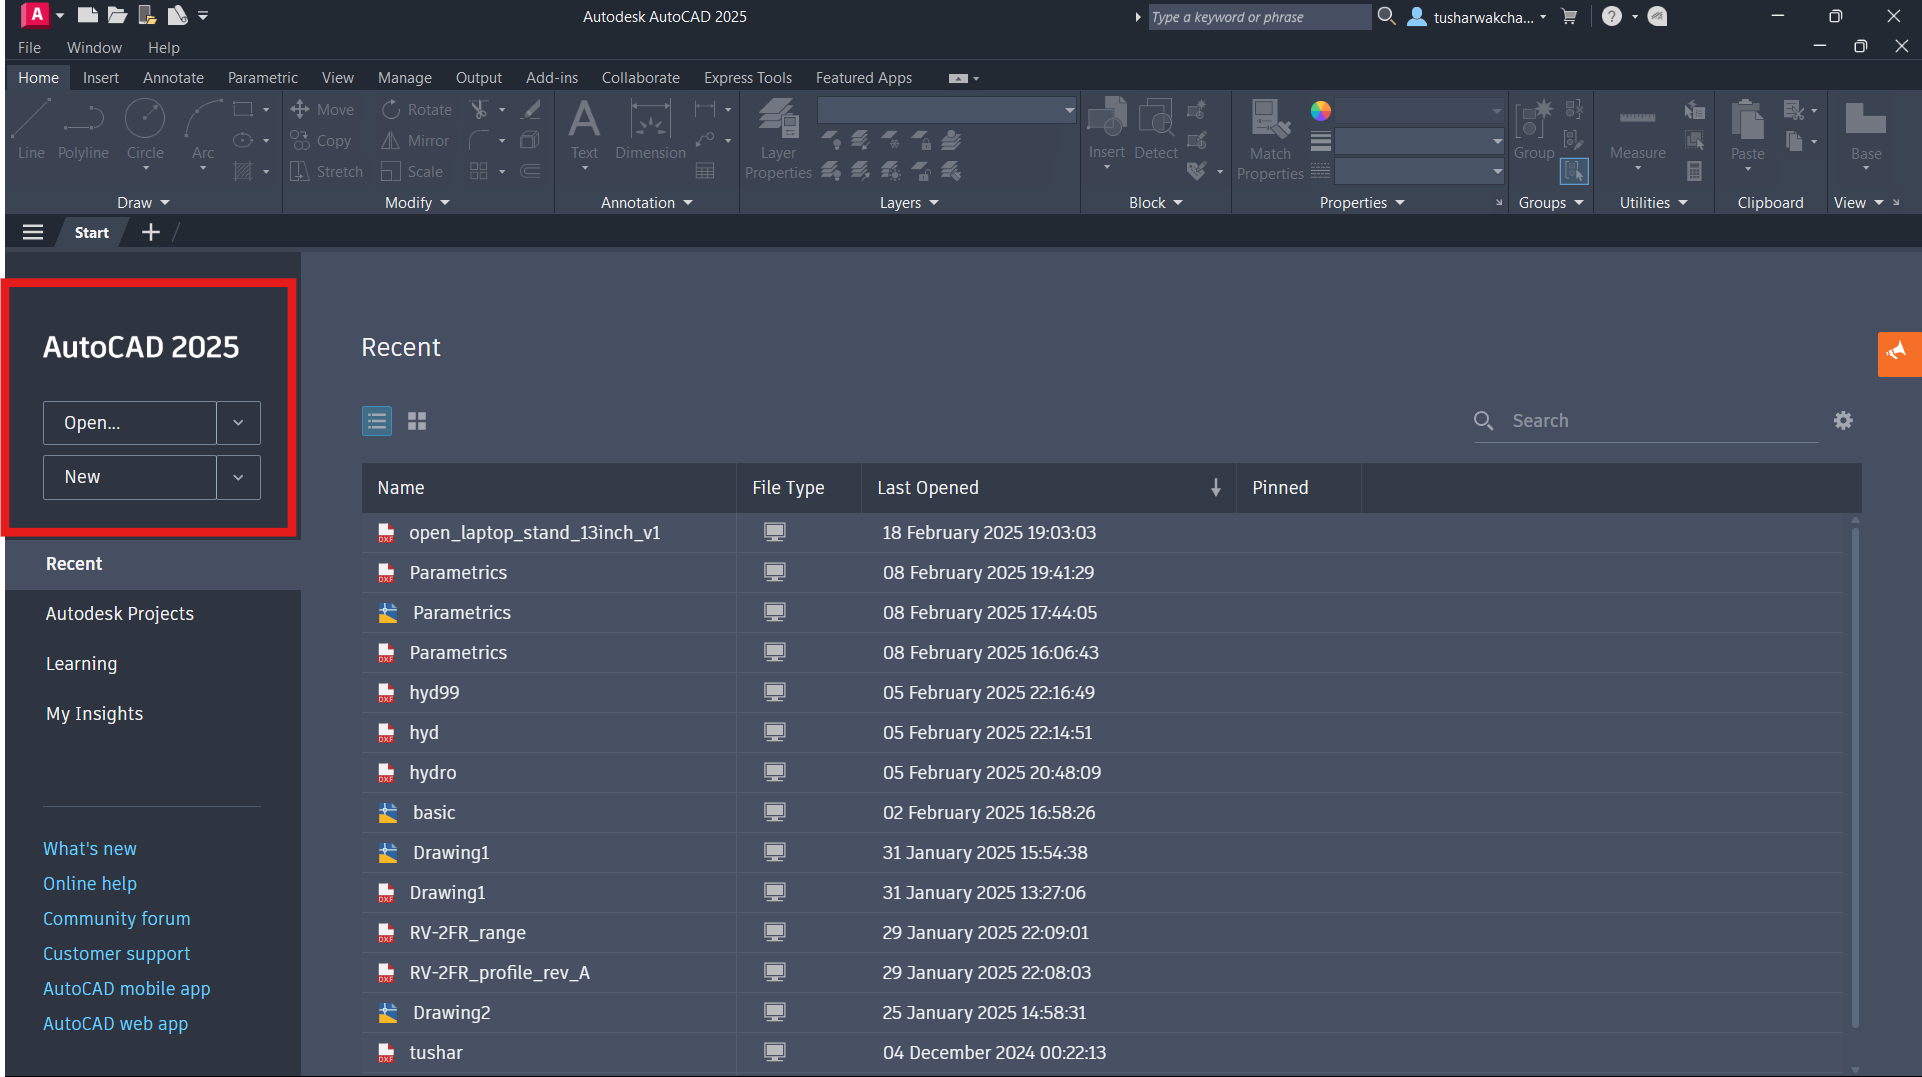 A
Autodesk AutoCAD 2025
Type a keyword or phrase
tusharwakcha...
File Window Help
Home Insert Annotate Parametric View Manage Output Add-ins Collaborate Express Tools Featured Apps
Line Polyline Circle Arc
Draw
Move Rotate
Copy Mirror
Stretch Scale
Modify
A
Text Dimension
Annotation
Layer Properties
Layers
Insert Detect
Block
Match Properties
Properties
Group
Groups
Measure
Utilities
Paste
Clipboard
Base
View
Start
AutoCAD 2025
Open...
New
Recent
Autodesk Projects
Learning
My Insights
What's new
Online help
Community forum
Customer support
AutoCAD mobile app
AutoCAD web app
Recent
Search
Name File Type Last Opened Pinned
DXF open_laptop_stand_13inch_v1 18 February 2025 19:03:03
DXF Parametrics 08 February 2025 19:41:29
Parametrics 08 February 2025 17:44:05
DXF Parametrics 08 February 2025 16:06:43
DXF hyd99 05 February 2025 22:16:49
DXF hyd 05 February 2025 22:14:51
DXF hydro 05 February 2025 20:48:09
basic 02 February 2025 16:58:26
Drawing1 31 January 2025 15:54:38
DXF Drawing1 31 January 2025 13:27:06
DXF RV-2FR_range 29 January 2025 22:09:01
DXF RV-2FR_profile_rev_A 29 January 2025 22:08:03
Drawing2 25 January 2025 14:58:31
DXF tushar 04 December 2024 00:22:13